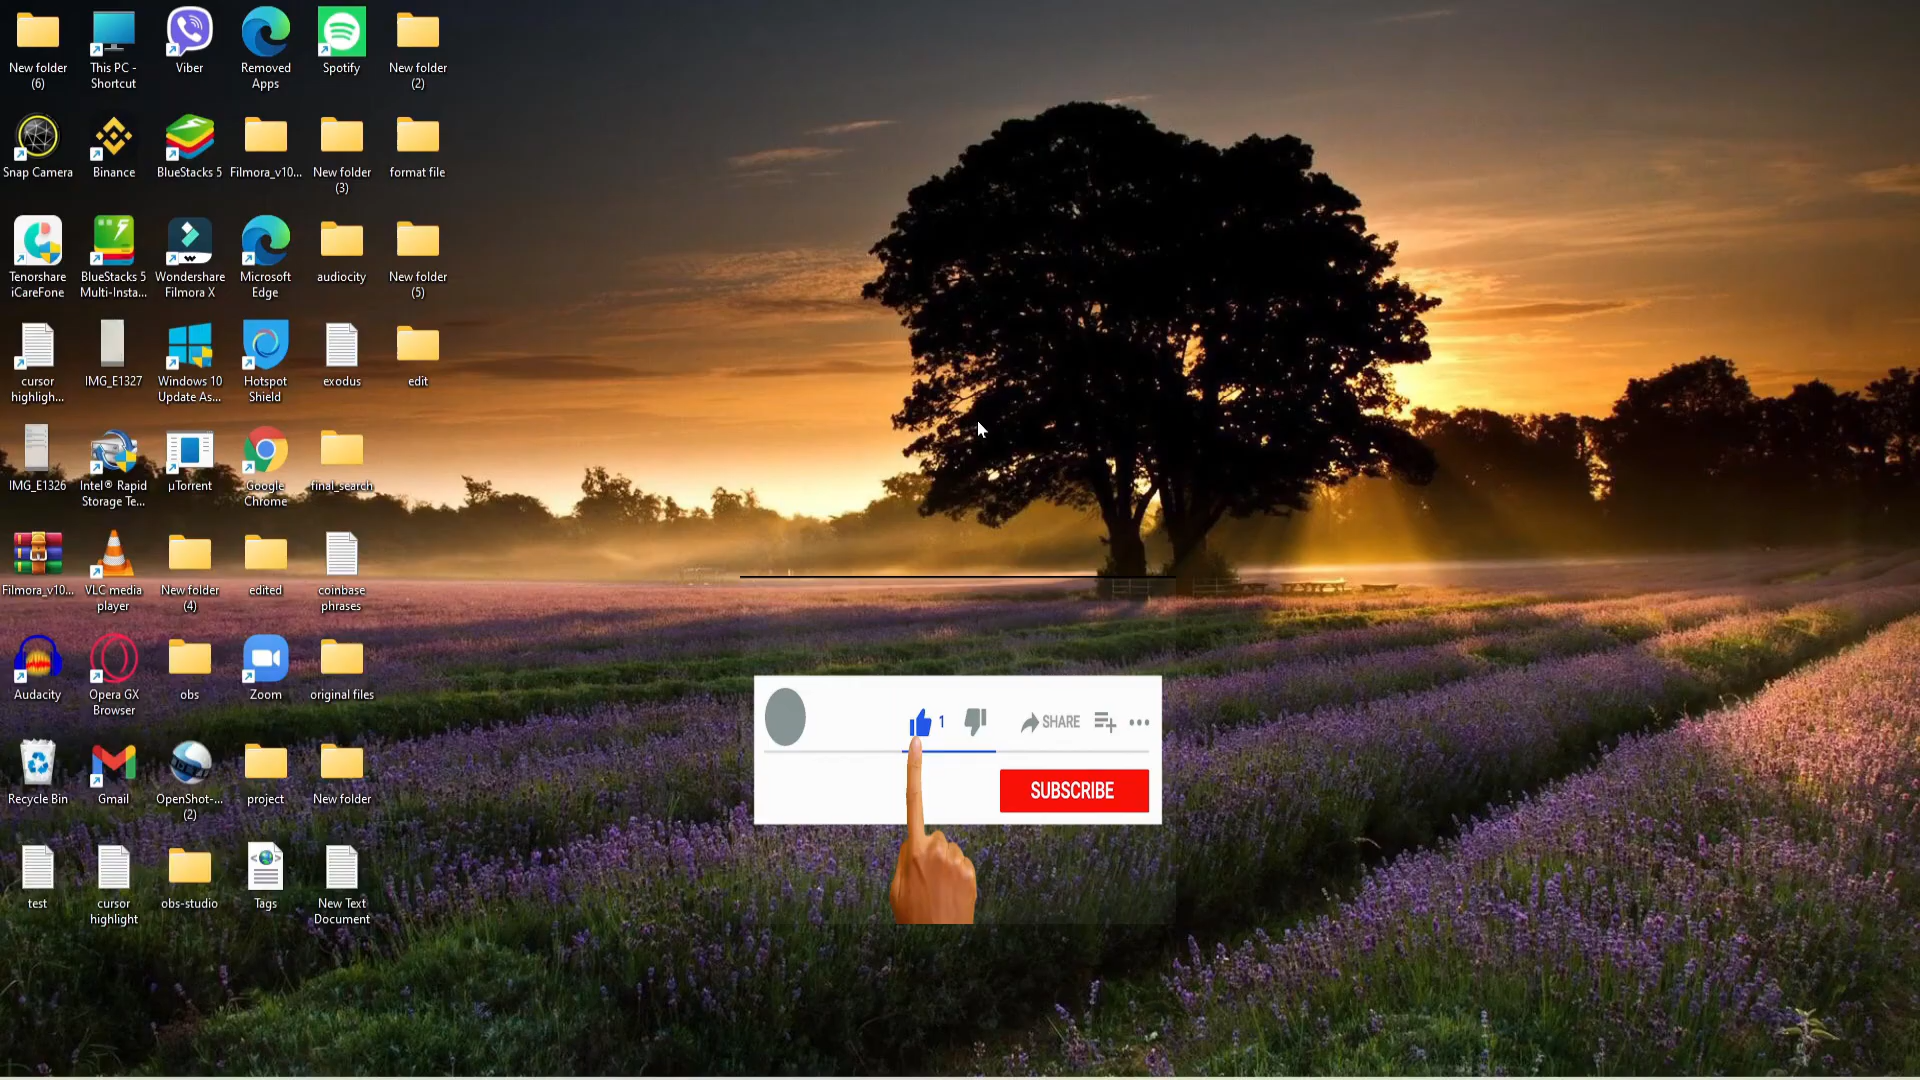 New folder
(6)
This PC -
Shortcut
Viber
Removed
Apps
Spotify
New folder
(2)
Snap Camera
Binance
BlueStacks 5
Filmora_v10...
New folder
(3)
format file
Tenorshare
iCareFone
BlueStacks 5
Multi-Insta...
Wondershare
Filmora X
Microsoft
Edge
audiocity
New folder
(5)
cursor
highligh...
IMG_E1327
Windows 10
Update As...
Hotspot
Shield
exodus
edit
IMG_E1326
Intel® Rapid
Storage Te...
µTorrent
Google
Chrome
final_search
Filmora_v10...
VLC media
player
New folder
(4)
edited
coinbase
phrases
Audacity
Opera GX
Browser
obs
Zoom
original files
1
SHARE
SUBSCRIBE
Recycle Bin
Gmail
OpenShot-...
(2)
project
New folder
test
cursor
highlight
obs-studio
Tags
New Text
Document